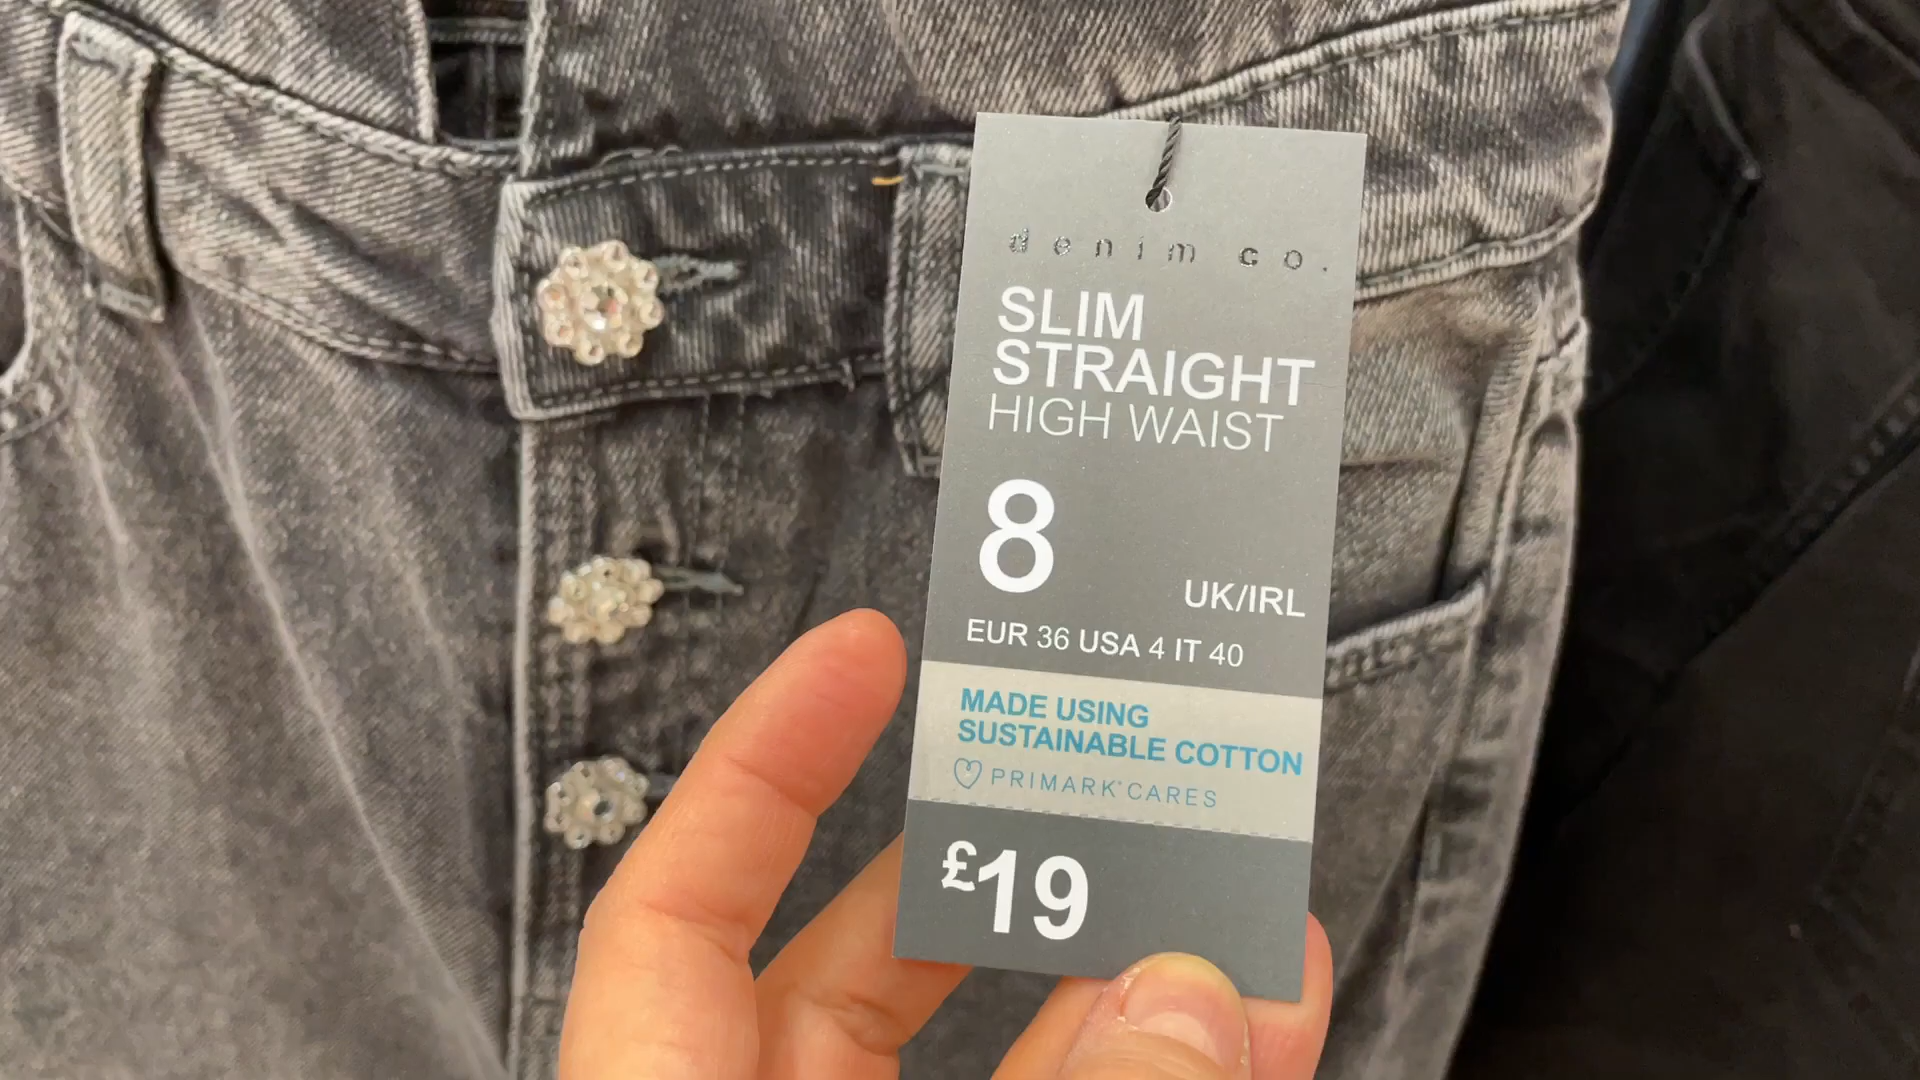 denim co.
SLIM
STRAIGHT
HIGH WAIST
8
UK/IRL
EUR 36 USA 4 IT 40
MADE USING
SUSTAINABLE COTTON
PRIMARK® CARES
£19